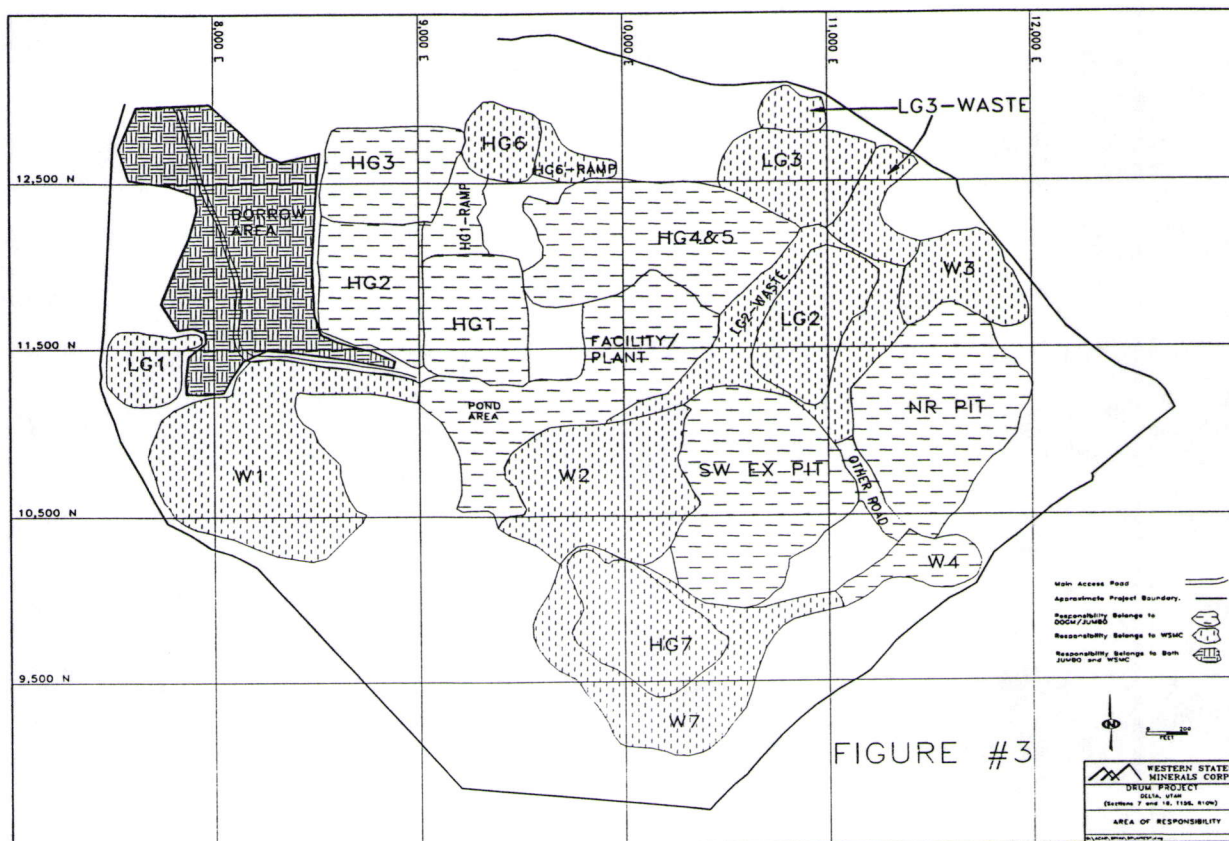 8,000 E
9,000 E
10,000 E
11,000 E
12,000 E
LG3-WASTE
HG3
HG6
HG6-RAMP
LG3
12,500 N
BORROW
AREA
HG1-RAMP
HG4&5
W3
HG2
HG1
LG2-WASTE
LG2
FACILITY/
PLANT
11,500 N
LG1
POND
AREA
NR PIT
W1
W2
SW EX PIT
OTHER ROAD
10,500 N
W4
HG7
9,500 N
W7
Main Access Road
Approximate Project Boundary.
Responsibility Belongs to
DOGM/JUMBO
Responsibility Belongs to WSMC
Responsibility Belongs to Both
JUMBO and WSMC
N
0 200
FEET
FIGURE #3
WESTERN STATE
MINERALS CORP
DRUM PROJECT
DELTA, UTAH
AREA OF RESPONSIBILITY